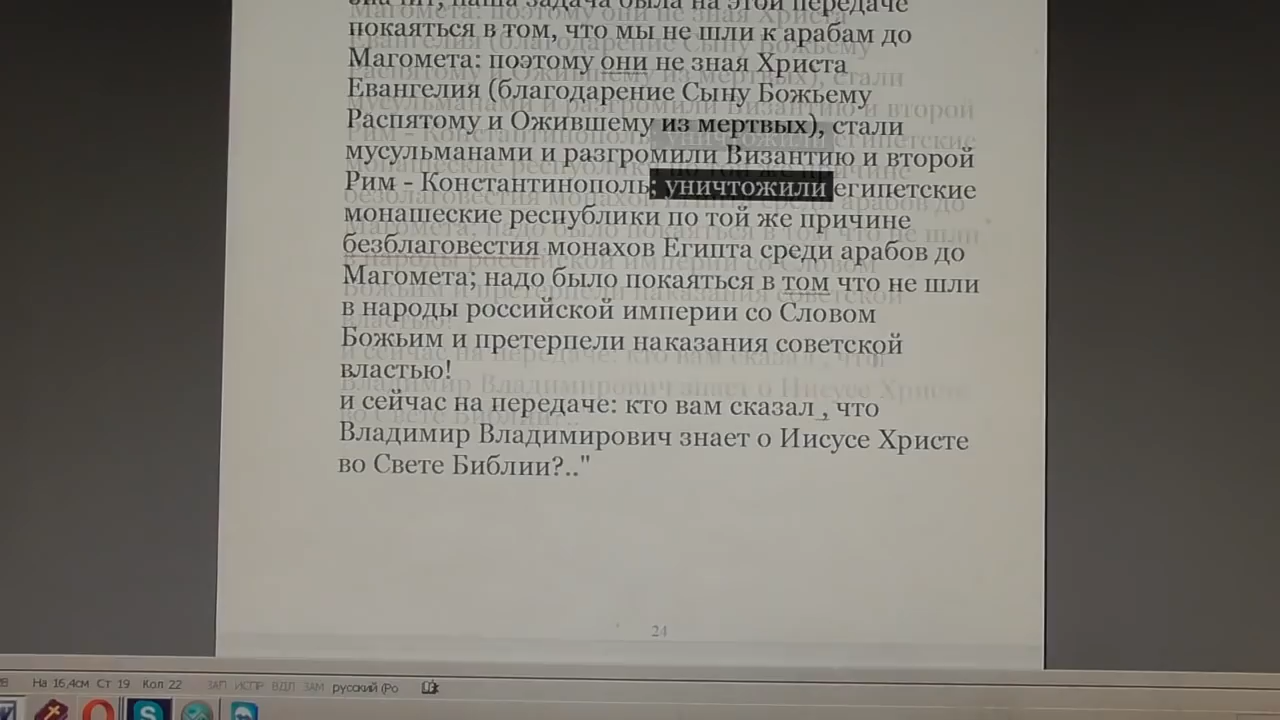 значит, наша задача была на этой передаче
покаяться в том, что мы не шли к арабам до
Магомета: поэтому они не зная Христа
Евангелия (благодарение Сыну Божьему
Распятому и Ожившему из мертвых), стали
мусульманами и разгромили Византию и второй
Рим - Константинополь: уничтожили египетские
монашеские республики по той же причине
безблаговестия монахов Египта среди арабов до
Магомета; надо было покаяться в том что не шли
в народы российской империи со Словом
Божьим и претерпели наказания советской
властью!
и сейчас на передаче: кто вам сказал , что
Владимир Владимирович знает о Иисусе Христе
во Свете Библии?.."
24
На 16,4см Ст 19 Кол 22 ЗАП ИСПР ВДЛ ЗАМ русский (Ро